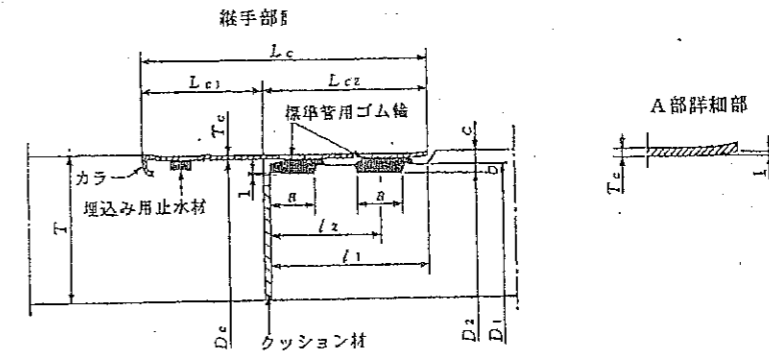 継手部
Lc
Lc1
Lc2
Tc
標準管用ゴム輪
c
A部詳細部
カラー
1
b
埋込み用止水材
a
a
T
l2
l1
Tc
1
Dc
クッション材
D2
D1